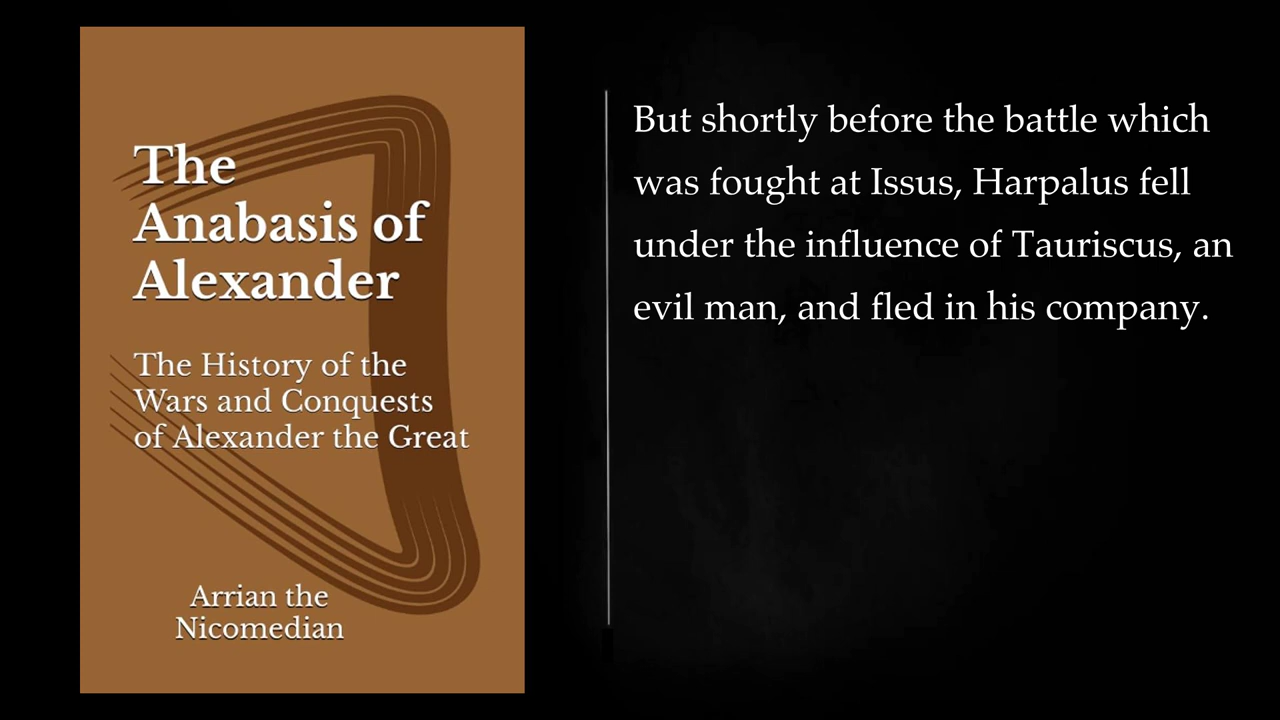 The
Anabasis of
Alexander
The History of the
Wars and Conquests
of Alexander the Great
Arrian the
Nicomedian
But shortly before the battle which
was fought at Issus, Harpalus fell
under the influence of Tauriscus, an
evil man, and fled in his company.